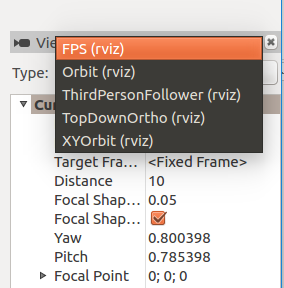 Vie
FPS (rviz)
Orbit (rviz)
Type:
ThirdPersonFollower (rviz)
Cur
TopDownOrtho (rviz)
XYOrbit (rviz)
Target Fra... <Fixed Frame>
Distance 10
Focal Shap... 0.05
Focal Shap...
Yaw 0.800398
Pitch 0.785398
Focal Point 0; 0; 0